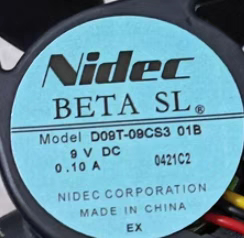 Nidec
BETA SL®
Model D09T-09CS3 01B
9 V DC
0.10 A 0421C2
NIDEC CORPORATION
MADE IN CHINA
EX